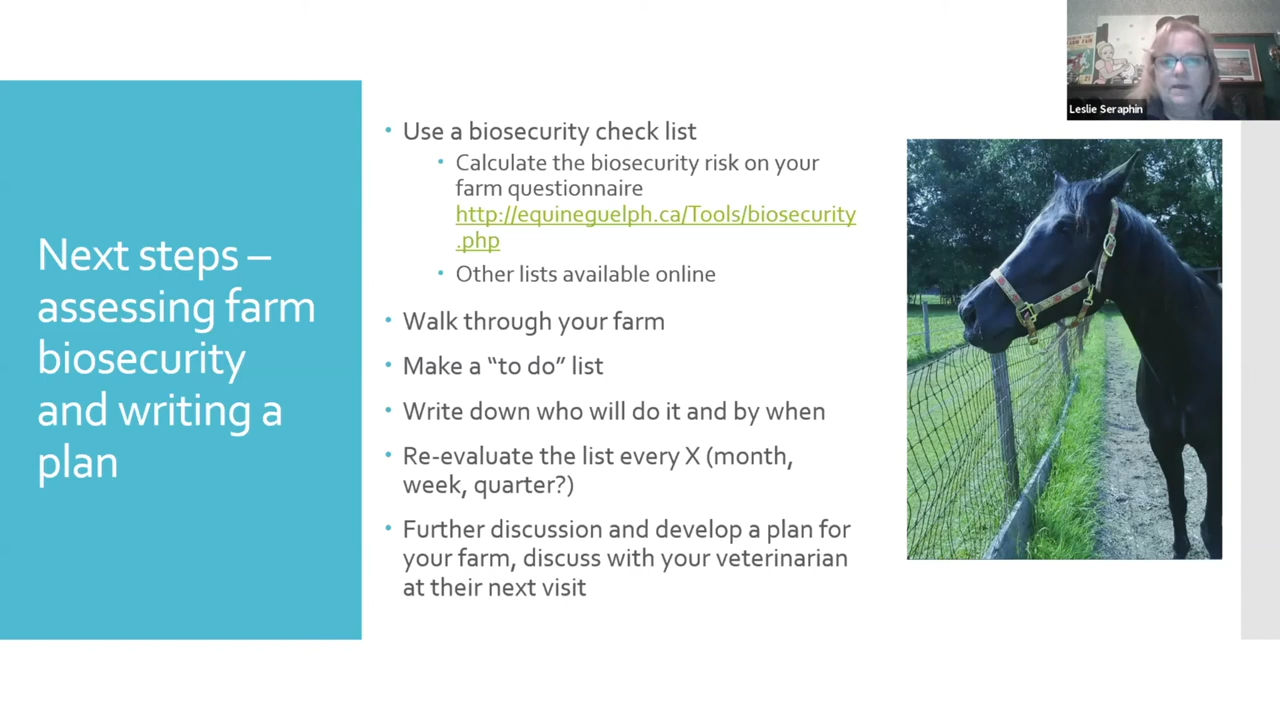 Leslie Seraphin
Next steps –
assessing farm
biosecurity
and writing a
plan
• Use a biosecurity check list
• Calculate the biosecurity risk on your
farm questionnaire
http://equineguelph.ca/Tools/biosecurity
.php
• Other lists available online
• Walk through your farm
• Make a “to do” list
• Write down who will do it and by when
• Re-evaluate the list every X (month,
week, quarter?)
• Further discussion and develop a plan for
your farm, discuss with your veterinarian
at their next visit